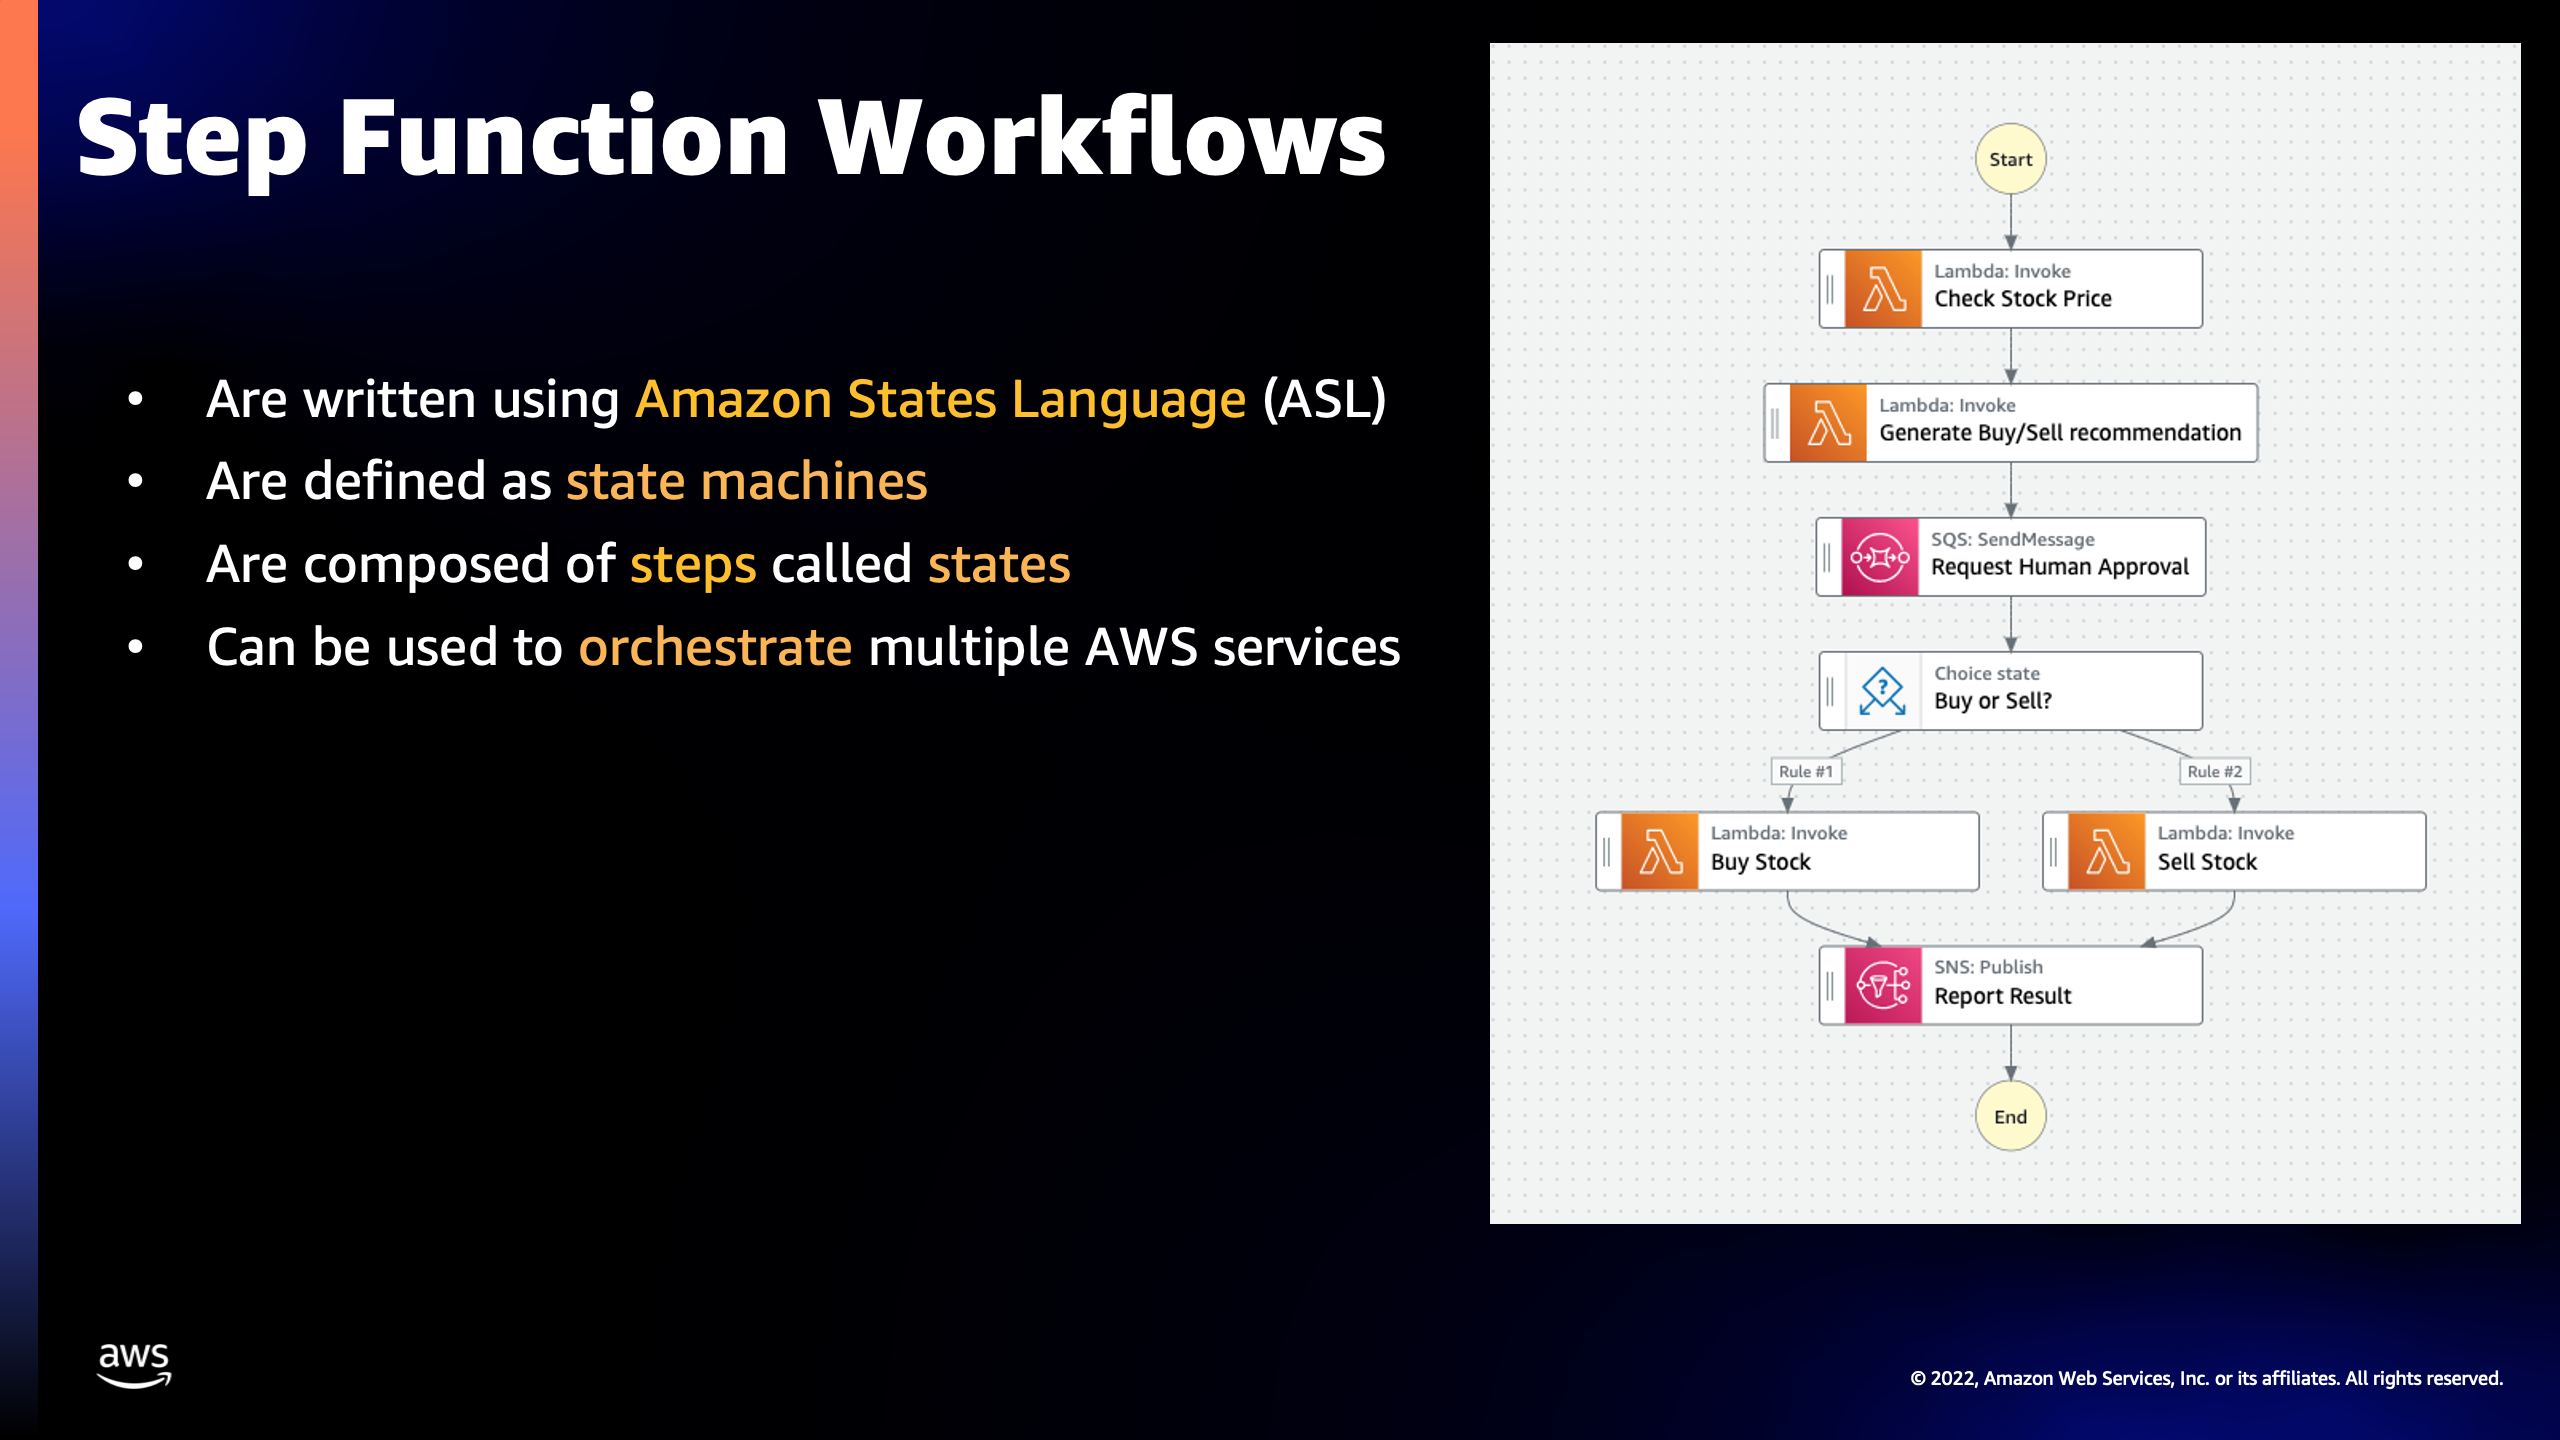 Step Function Workflows
• Are written using Amazon States Language (ASL)
• Are defined as state machines
• Are composed of steps called states
• Can be used to orchestrate multiple AWS services
Start
Lambda: Invoke
Check Stock Price
Lambda: Invoke
Generate Buy/Sell recommendation
SQS: SendMessage
Request Human Approval
Choice state
?
Buy or Sell?
Rule #1
Rule #2
Lambda: Invoke
Buy Stock
Lambda: Invoke
Sell Stock
SNS: Publish
Report Result
End
aws
© 2022, Amazon Web Services, Inc. or its affiliates. All rights reserved.